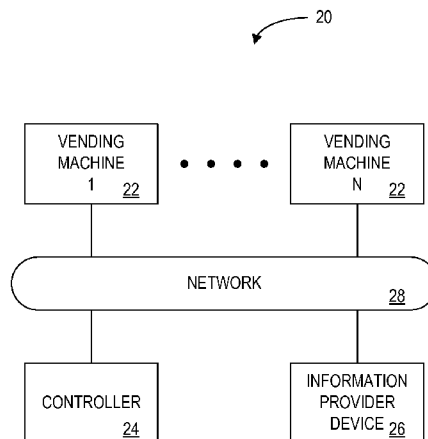 20
VENDING
MACHINE
1 22
VENDING
MACHINE
N 22
NETWORK
28
CONTROLLER
24
INFORMATION
PROVIDER
DEVICE 26